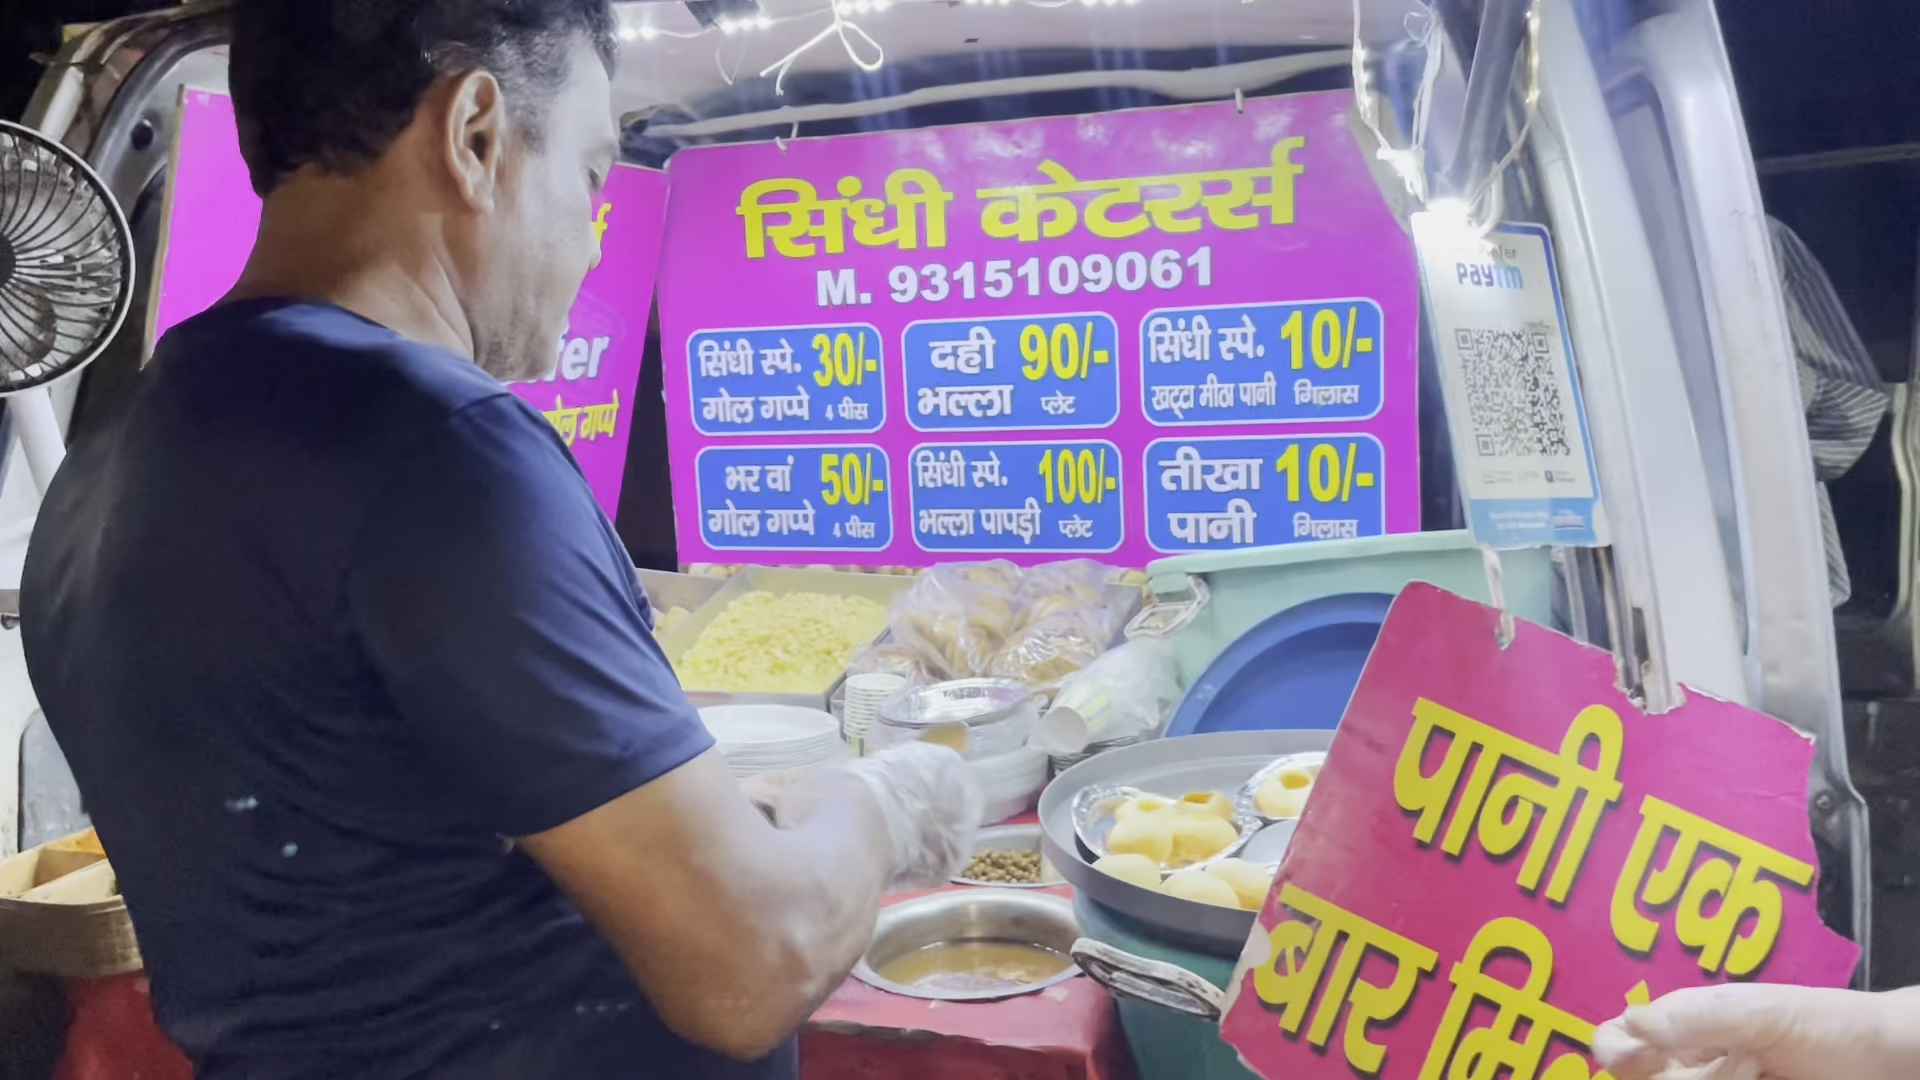 सिंधी केटरर्स
M. 9315109061
सिंधी स्पे. 30/-
गोल गप्पे 4 पीस
दही 90/-
भल्ला प्लेट
सिंधी स्पे. 10/-
खट्टा मीठा पानी गिलास
भर वां 50/-
गोल गप्पे 4 पीस
सिंधी स्पे. 100/-
भल्ला पापड़ी प्लेट
तीखा 10/-
पानी गिलास
गोल गप्पे
paytm
पानी एक
बार